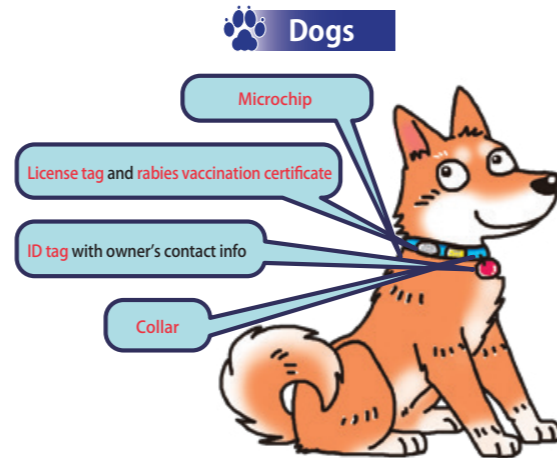 Dogs
Microchip
License tag and rabies vaccination certificate
ID tag with owner’s contact info
Collar